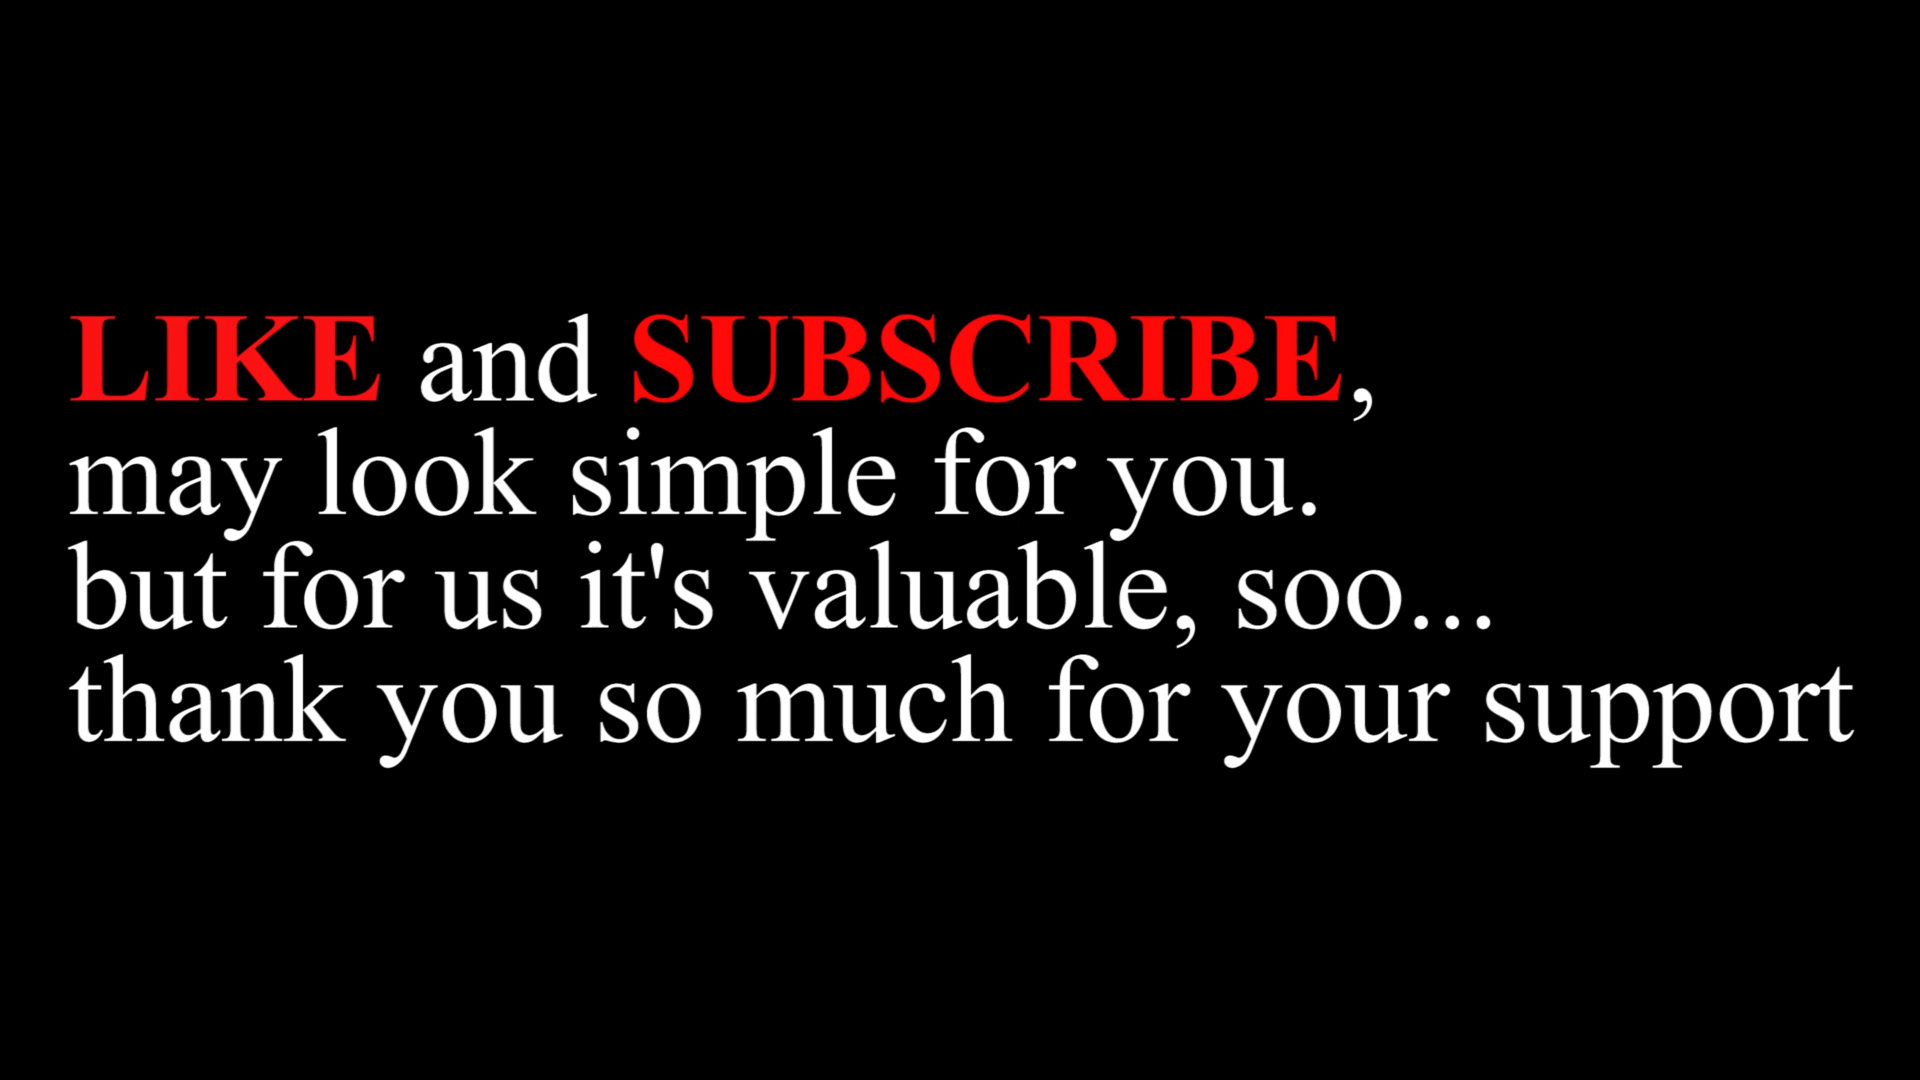 LIKE and SUBSCRIBE,
may look simple for you.
but for us it's valuable, soo...
thank you so much for your support